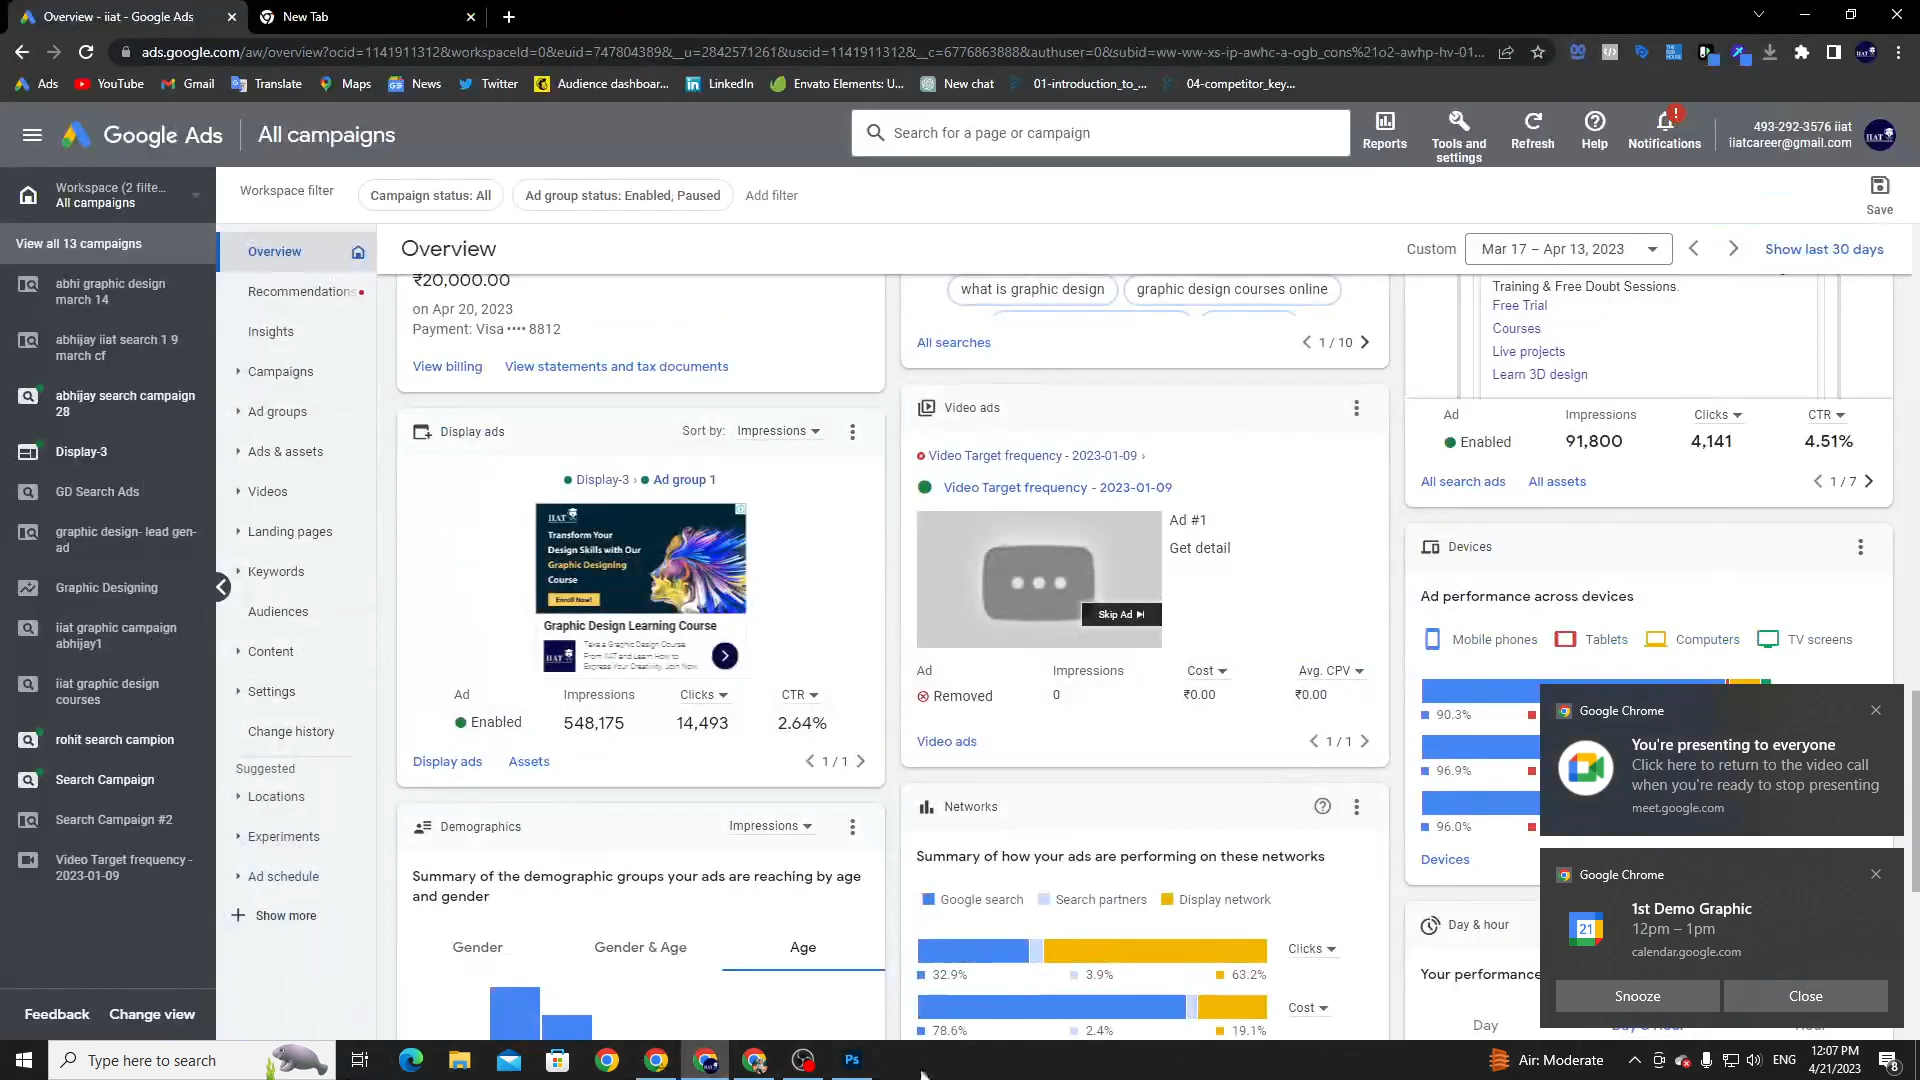 Overview - iiat - Google Ads
New Tab
ads.google.com/aw/overview?ocid=1141911312&workspaceId=0&euid=747804389&__u=2842571261&uscid=1141911312&__c=6776863888&authuser=0&subid=ww-ww-xs-ip-awhc-a-ogb_cons%21o2-awhp-hv-01...
Ads
YouTube
Gmail
Translate
Maps
News
Twitter
Audience dashboar...
LinkedIn
Envato Elements: U...
New chat
01-introduction_to_...
04-competitor_key...
Google Ads
All campaigns
Search for a page or campaign
Reports
Tools and settings
Refresh
Help
Notifications
493-292-3576 iiat
iiatcareer@gmail.com
Workspace (2 filte...
All campaigns
Workspace filter
Campaign status: All
Ad group status: Enabled, Paused
Add filter
Save
View all 13 campaigns
abhi graphic design
march 14
abhijay iiat search 1 9
march cf
abhijay search campaign
28
Display-3
GD Search Ads
graphic design- lead gen-
ad
Graphic Designing
iiat graphic campaign
abhijay1
iiat graphic design
courses
rohit search campion
Search Campaign
Search Campaign #2
Video Target frequency -
2023-01-09
Feedback
Change view
Overview
Recommendations
Insights
Campaigns
Ad groups
Ads & assets
Videos
Landing pages
Keywords
Audiences
Content
Settings
Change history
Suggested
Locations
Experiments
Ad schedule
Show more
Overview
Custom
Mar 17 – Apr 13, 2023
Show last 30 days
₹20,000.00
on Apr 20, 2023
Payment: Visa •••• 8812
View billing
View statements and tax documents
Display ads
Sort by: Impressions
Display-3 › Ad group 1
IIAT
Transform Your
Design Skills with Our
Graphic Designing
Course
Enroll Now!
Graphic Design Learning Course
IIAT
Take a Graphic Design Course
From IIAT and Learn How to
Express Your Creativity. Join Now.
Ad Impressions Clicks CTR
Enabled 548,175 14,493 2.64%
Display ads
Assets
1 / 1
Demographics
Impressions
Summary of the demographic groups your ads are reaching by age
and gender
Gender
Gender & Age
Age
what is graphic design
graphic design courses online
All searches
1 / 10
Video ads
Video Target frequency - 2023-01-09 ›
Video Target frequency - 2023-01-09
Skip Ad
Ad #1
Get detail
Ad Impressions Cost Avg. CPV
Removed 0 ₹0.00 ₹0.00
Video ads
1 / 1
Networks
Summary of how your ads are performing on these networks
Google search
Search partners
Display network
Clicks
32.9% 3.9% 63.2%
Cost
78.6% 2.4% 19.1%
Training & Free Doubt Sessions.
Free Trial
Courses
Live projects
Learn 3D design
Ad Impressions Clicks CTR
Enabled 91,800 4,141 4.51%
All search ads
All assets
1 / 7
Devices
Ad performance across devices
Mobile phones
Tablets
Computers
TV screens
90.3%
96.9%
96.0%
Devices
Day & hour
Your performance
Day
Google Chrome
You're presenting to everyone
Click here to return to the video call
when you're ready to stop presenting
meet.google.com
Google Chrome
21
1st Demo Graphic
12pm – 1pm
calendar.google.com
Snooze
Close
Type here to search
Ps
Air: Moderate
ENG
12:07 PM
4/21/2023
8